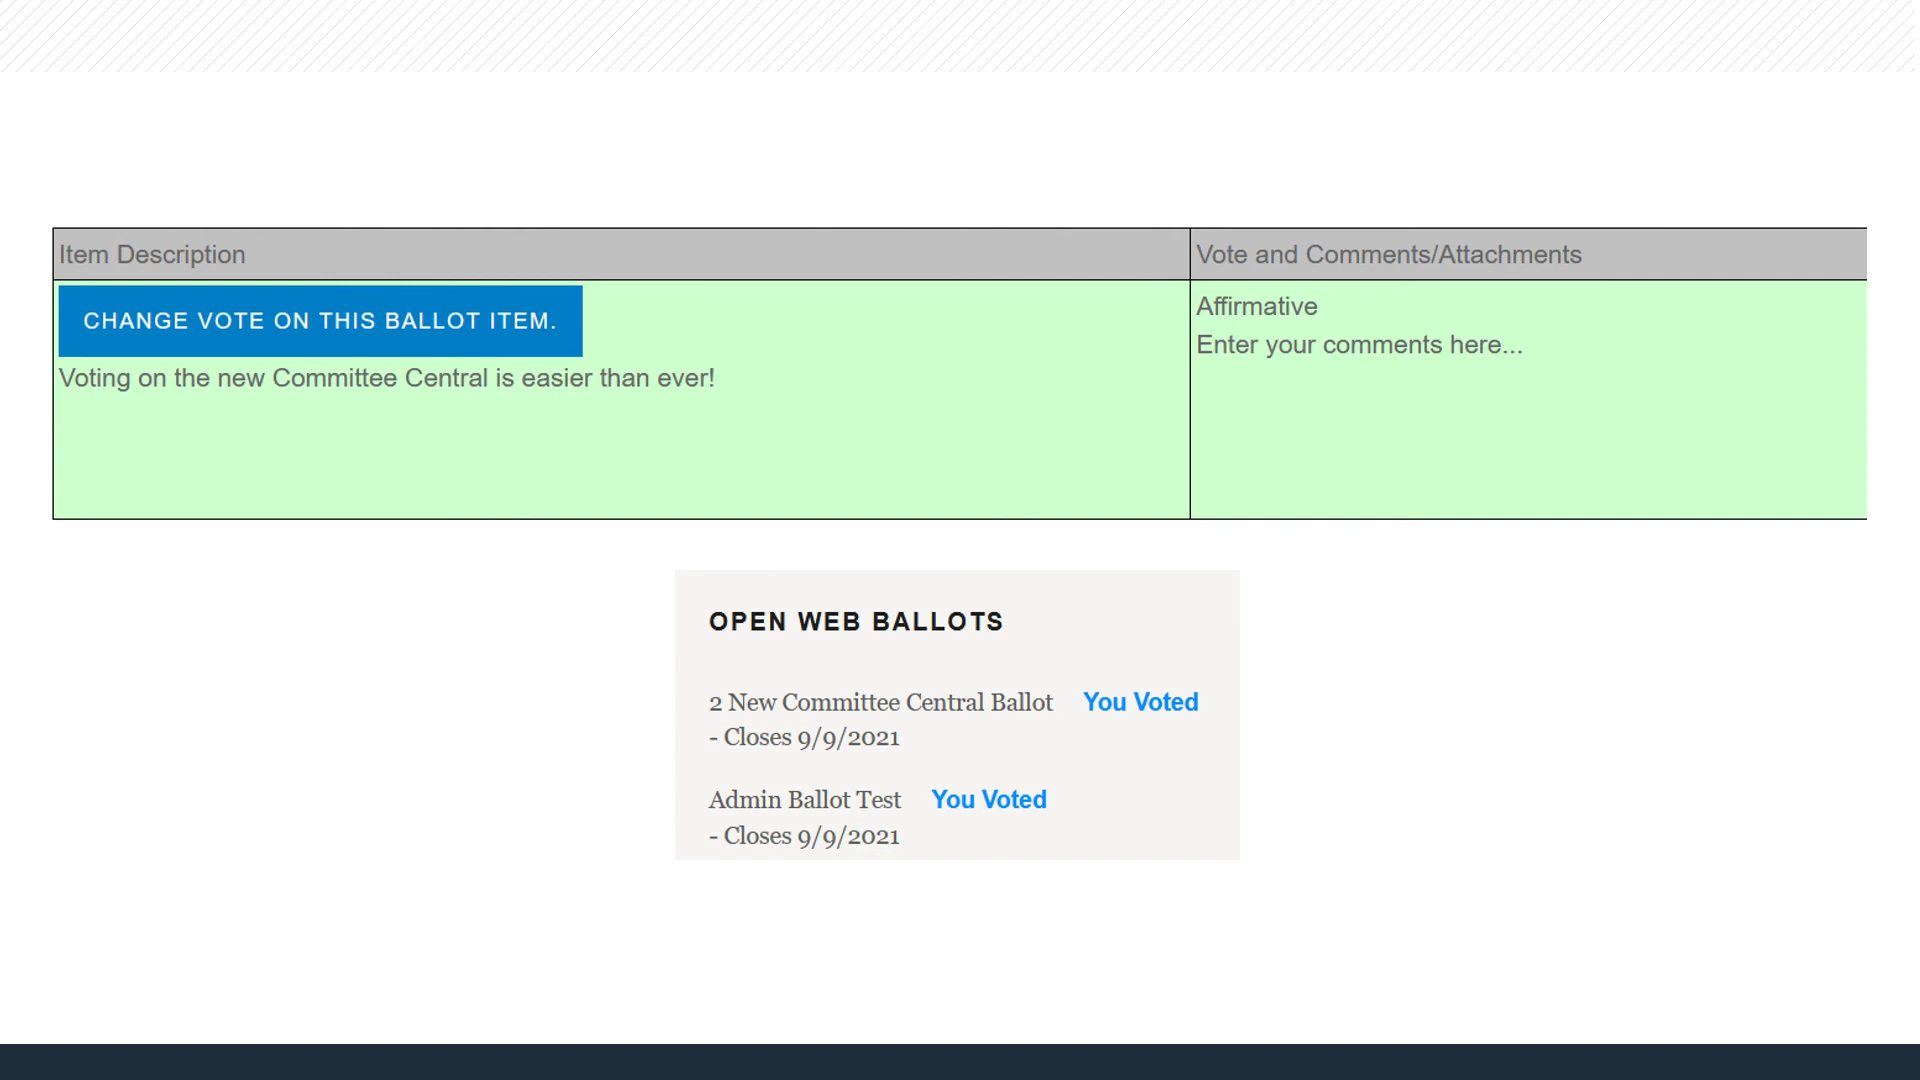 Item Description
Vote and Comments/Attachments
CHANGE VOTE ON THIS BALLOT ITEM.
Voting on the new Committee Central is easier than ever!
Affirmative
Enter your comments here...
OPEN WEB BALLOTS
2 New Committee Central Ballot You Voted
- Closes 9/9/2021
Admin Ballot Test You Voted
- Closes 9/9/2021